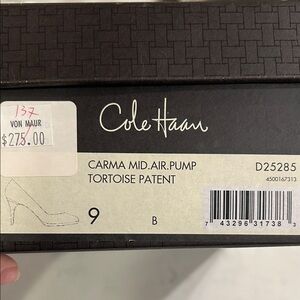 137
VON MAUR
$275.00
Cole Haan
CARMA MID.AIR.PUMP
D25285
TORTOISE PATENT
4500167313
9
B
7 43296 31738 3